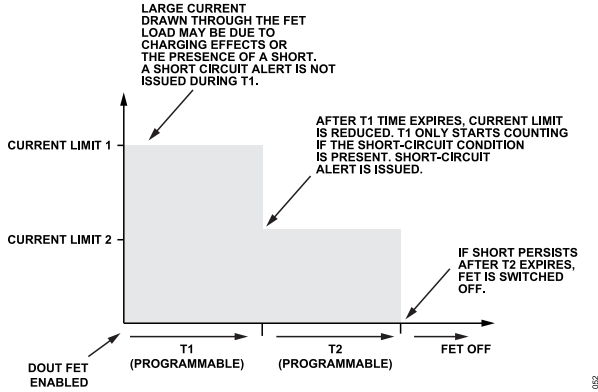 LARGE CURRENT
DRAWN THROUGH THE FET
LOAD MAY BE DUE TO
CHARGING EFFECTS OR
THE PRESENCE OF A SHORT.
A SHORT CIRCUIT ALERT IS NOT
ISSUED DURING T1.
AFTER T1 TIME EXPIRES, CURRENT LIMIT
IS REDUCED. T1 ONLY STARTS COUNTING
IF THE SHORT-CIRCUIT CONDITION
IS PRESENT. SHORT-CIRCUIT
ALERT IS ISSUED.
CURRENT LIMIT 1
CURRENT LIMIT 2
IF SHORT PERSISTS
AFTER T2 EXPIRES,
FET IS SWITCHED
OFF.
T1
(PROGRAMMABLE)
T2
(PROGRAMMABLE)
FET OFF
DOUT FET
ENABLED
052